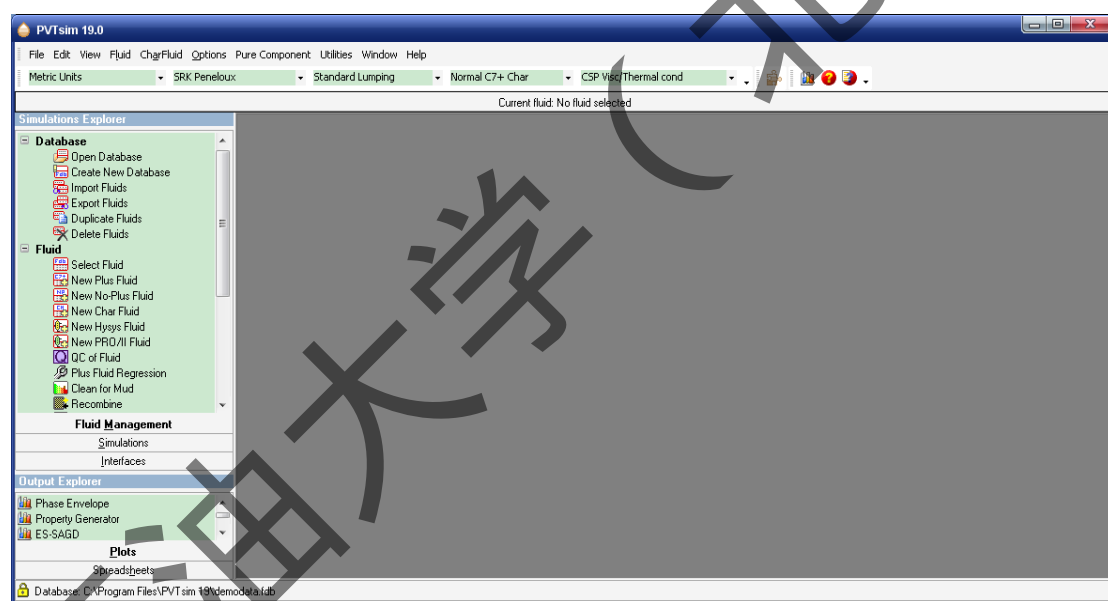 PVTsim 19.0
File Edit View Fluid CharFluid Options Pure Component Utilities Window Help
Metric Units SRK Peneloux Standard Lumping Normal C7+ Char CSP Visc/Thermal cond
Current fluid: No fluid selected
Simulations Explorer
Database
Open Database
Create New Database
Import Fluids
Export Fluids
Duplicate Fluids
Delete Fluids
Fluid
Select Fluid
New Plus Fluid
New No-Plus Fluid
New Char Fluid
New Hysys Fluid
New PRO/II Fluid
QC of Fluid
Plus Fluid Regression
Clean for Mud
Recombine
Fluid Management
Simulations
Interfaces
Output Explorer
Phase Envelope
Property Generator
ES-SAGD
Plots
Spreadsheets
Database: C:\Program Files\PVTsim 19\demodata.fdb
油大学（